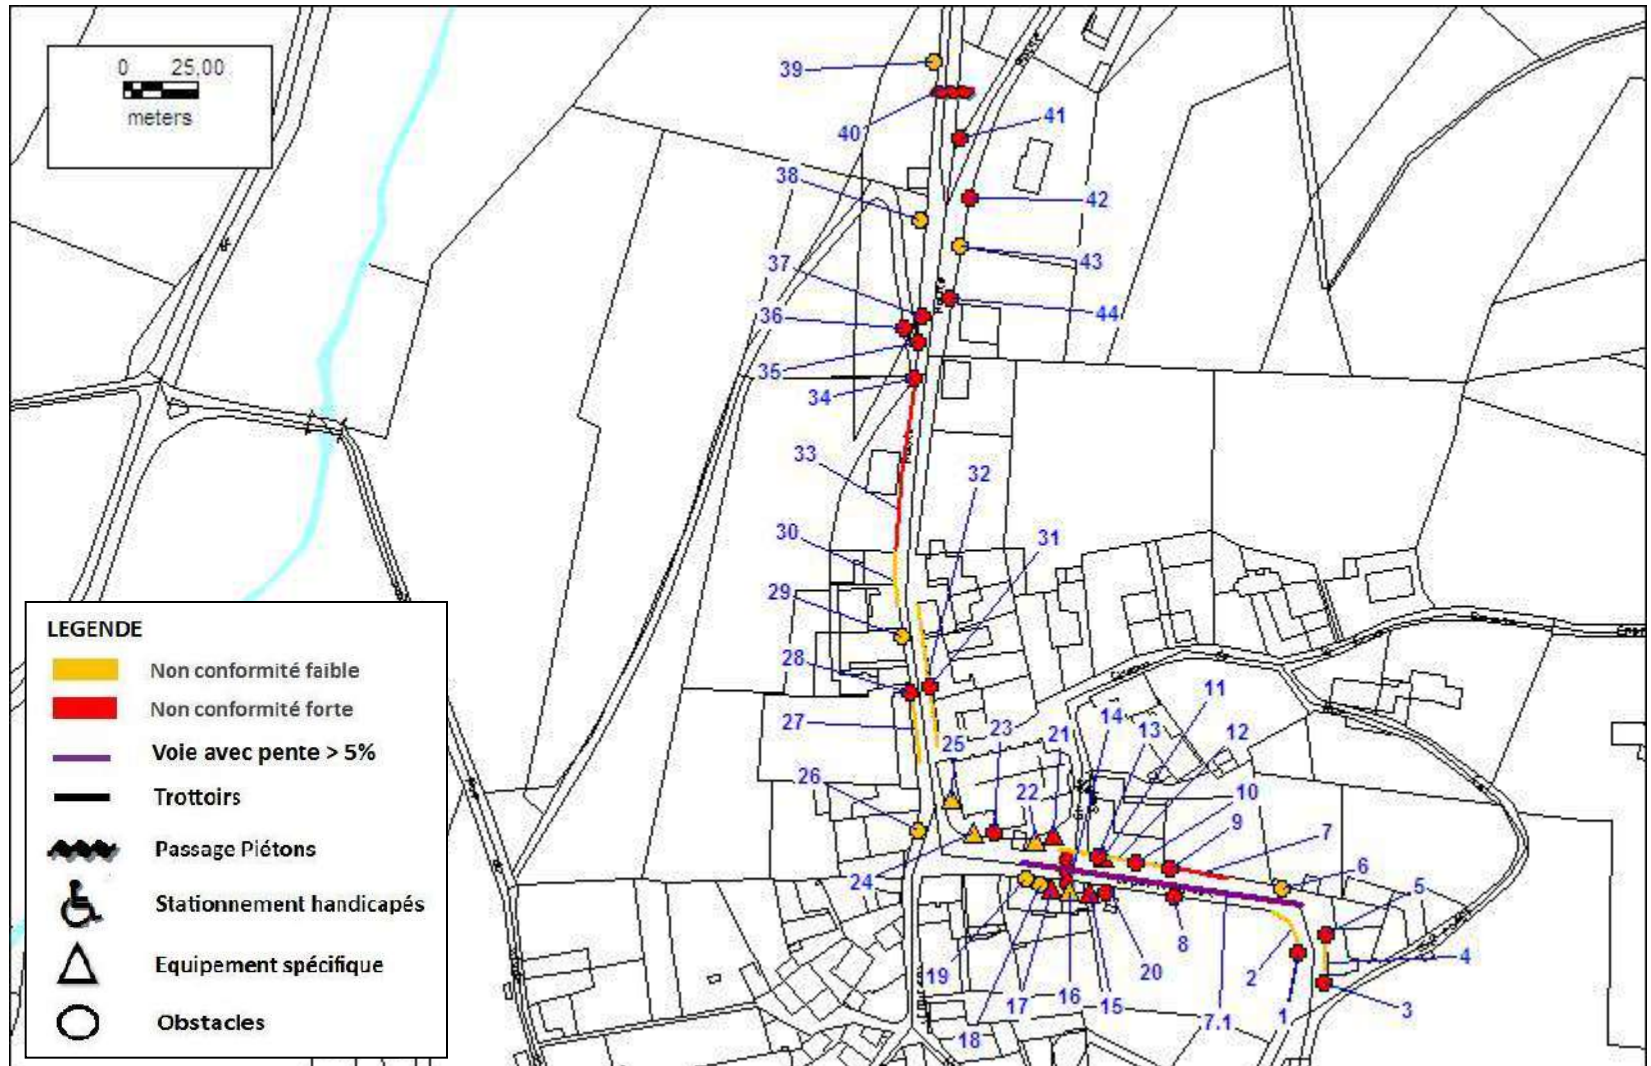 0 25,00
meters
39
40
41
38
42
37
43
36
44
35
34
33
32
30
31
29
28
11
27
14 13 12
25 23 21
26
22
10
9
7
6
24
5
8
2
4
19
20
17 16 15
3
18
7.1
1
LEGENDE
Non conformité faible
Non conformité forte
Voie avec pente > 5%
Trottoirs
Passage Piétons
Stationnement handicapés
Equipement spécifique
Obstacles